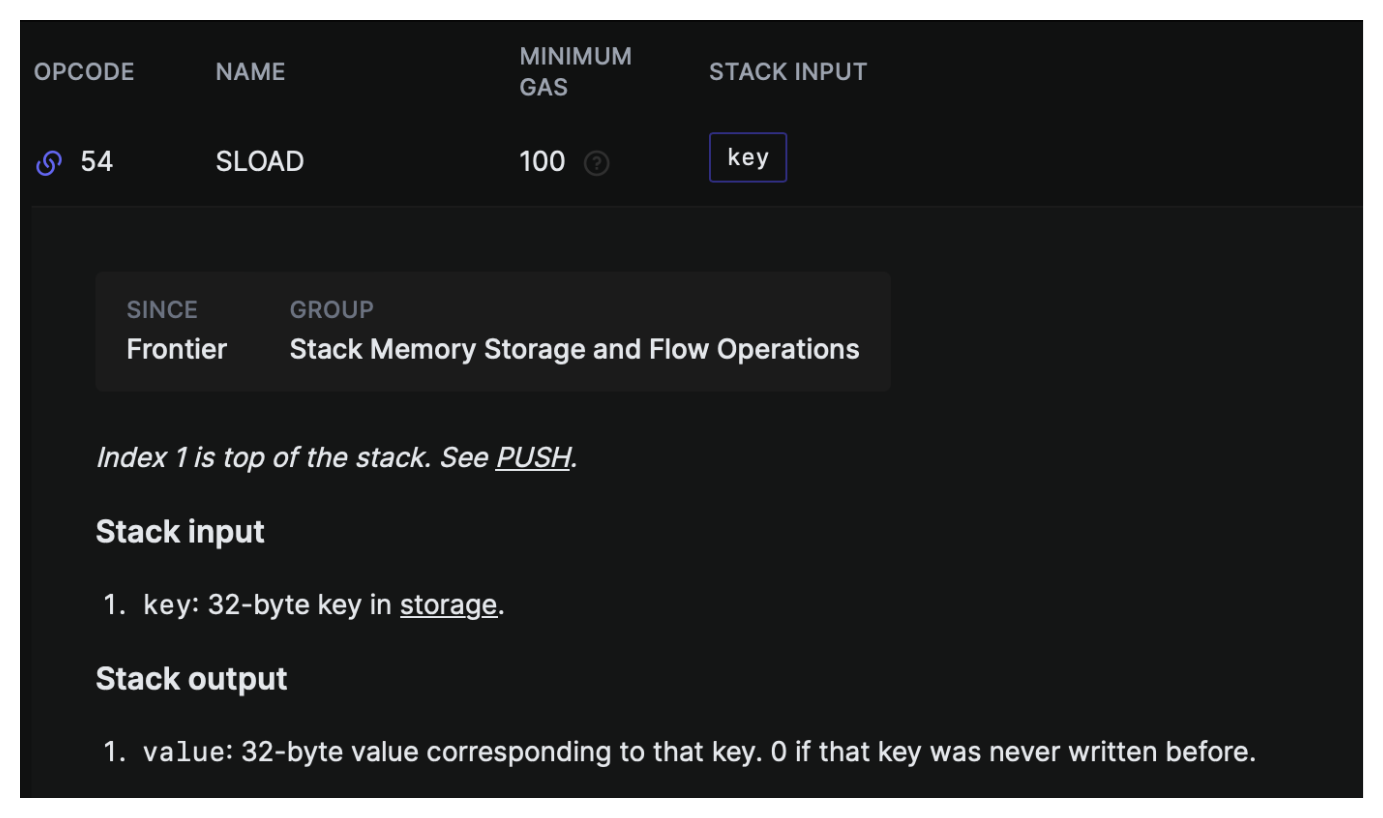 OPCODE NAME MINIMUM GAS STACK INPUT
54 SLOAD 100 ? key
SINCE GROUP
Frontier Stack Memory Storage and Flow Operations
Index 1 is top of the stack. See PUSH.
Stack input
1. key: 32-byte key in storage.
Stack output
1. value: 32-byte value corresponding to that key. 0 if that key was never written before.